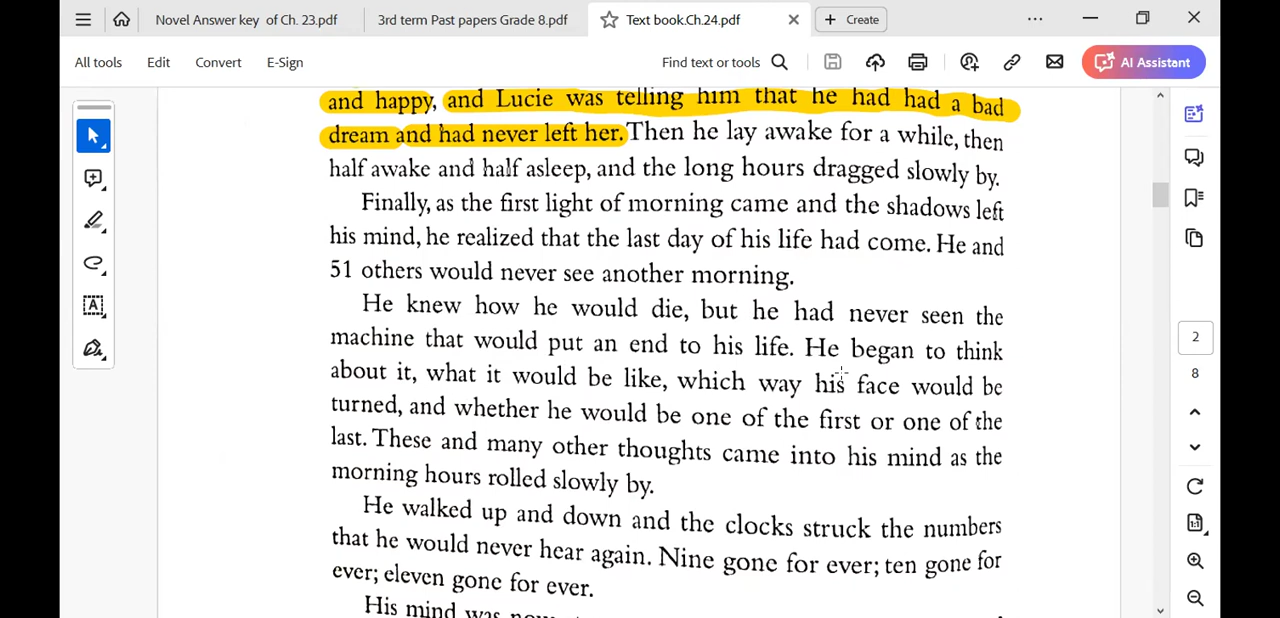 Novel Answer key of Ch. 23.pdf
3rd term Past papers Grade 8.pdf
Text book.Ch.24.pdf
Create
All tools
Edit
Convert
E-Sign
Find text or tools
AI Assistant
and happy, and Lucie was telling him that he had had a bad
dream and had never left her. Then he lay awake for a while, then
half awake and half asleep, and the long hours dragged slowly by.
Finally, as the first light of morning came and the shadows left
his mind, he realized that the last day of his life had come. He and
51 others would never see another morning.
He knew how he would die, but he had never seen the
machine that would put an end to his life. He began to think
about it, what it would be like, which way his face would be
turned, and whether he would be one of the first or one of the
last. These and many other thoughts came into his mind as the
morning hours rolled slowly by.
He walked up and down and the clocks struck the numbers
that he would never hear again. Nine gone for ever; ten gone for
ever; eleven gone for ever.
His mind was now
2
8